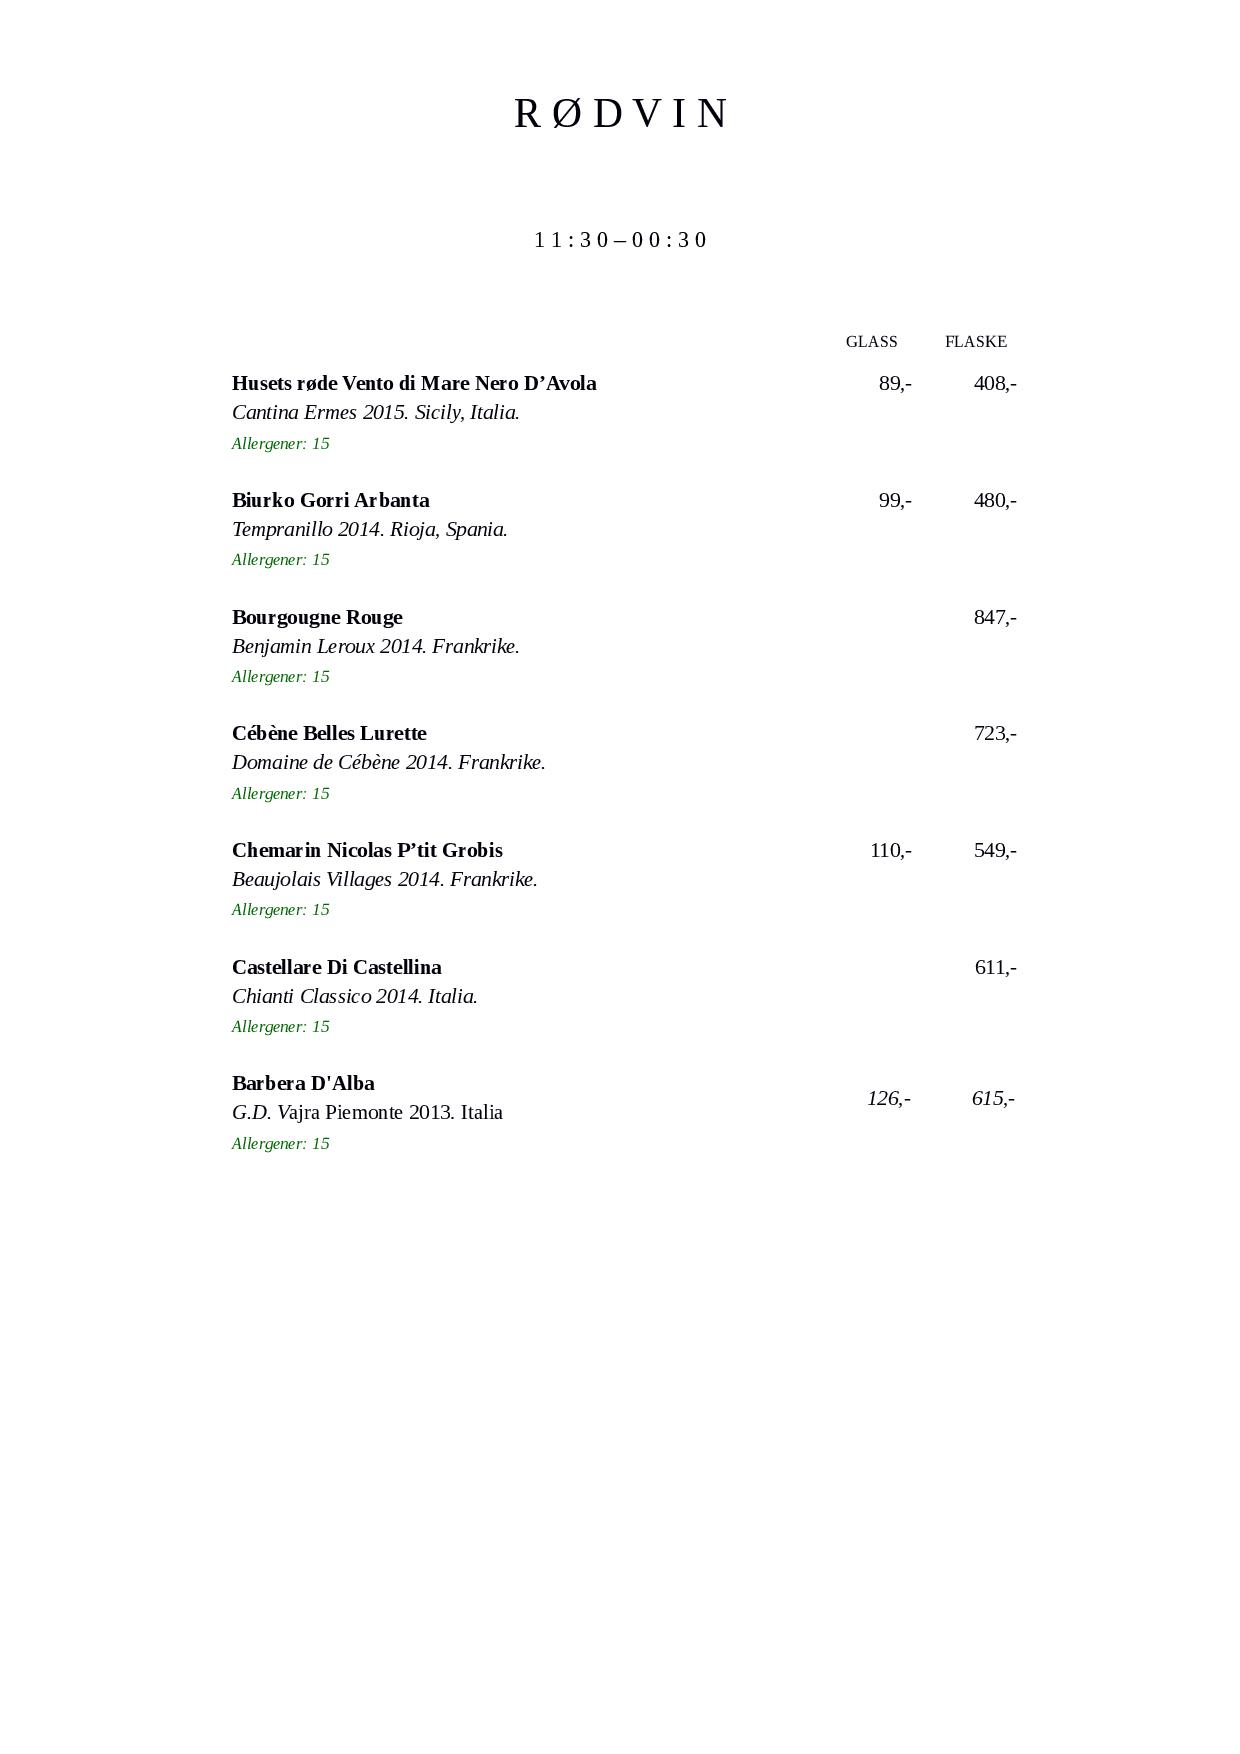 RØDVIN
11:30–00:30
GLASS FLASKE
Husets røde Vento di Mare Nero D’Avola 89,- 408,-
Cantina Ermes 2015. Sicily, Italia.
Allergener: 15
Biurko Gorri Arbanta 99,- 480,-
Tempranillo 2014. Rioja, Spania.
Allergener: 15
Bourgougne Rouge 847,-
Benjamin Leroux 2014. Frankrike.
Allergener: 15
Cébène Belles Lurette 723,-
Domaine de Cébène 2014. Frankrike.
Allergener: 15
Chemarin Nicolas P’tit Grobis 110,- 549,-
Beaujolais Villages 2014. Frankrike.
Allergener: 15
Castellare Di Castellina 611,-
Chianti Classico 2014. Italia.
Allergener: 15
Barbera D'Alba 126,- 615,-
G.D. Vajra Piemonte 2013. Italia
Allergener: 15